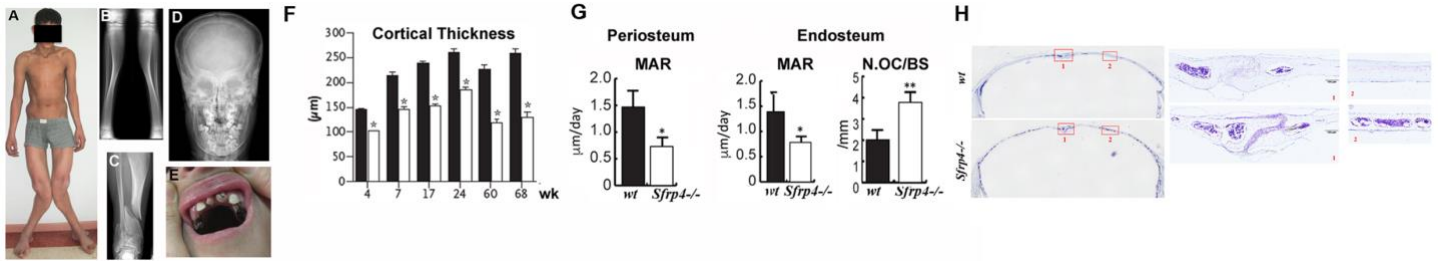 A
B
C
D
E
F
Cortical Thickness
(μm)
300
250
200
150
100
50
0
4 7 17 24 60 68 wk
G
Periosteum
MAR
μm/day
2.0
1.5
1.0
0.5
*
wt Sfrp4-/-
Endosteum
MAR
μm/day
2.0
1.5
1.0
0.5
0.0
*
wt Sfrp4-/-
N.OC/BS
/mm
5
4
3
2
1
0
**
wt Sfrp4-/-
H
wt
Sfrp4-/-
1
2
1
2
1
2
1
2